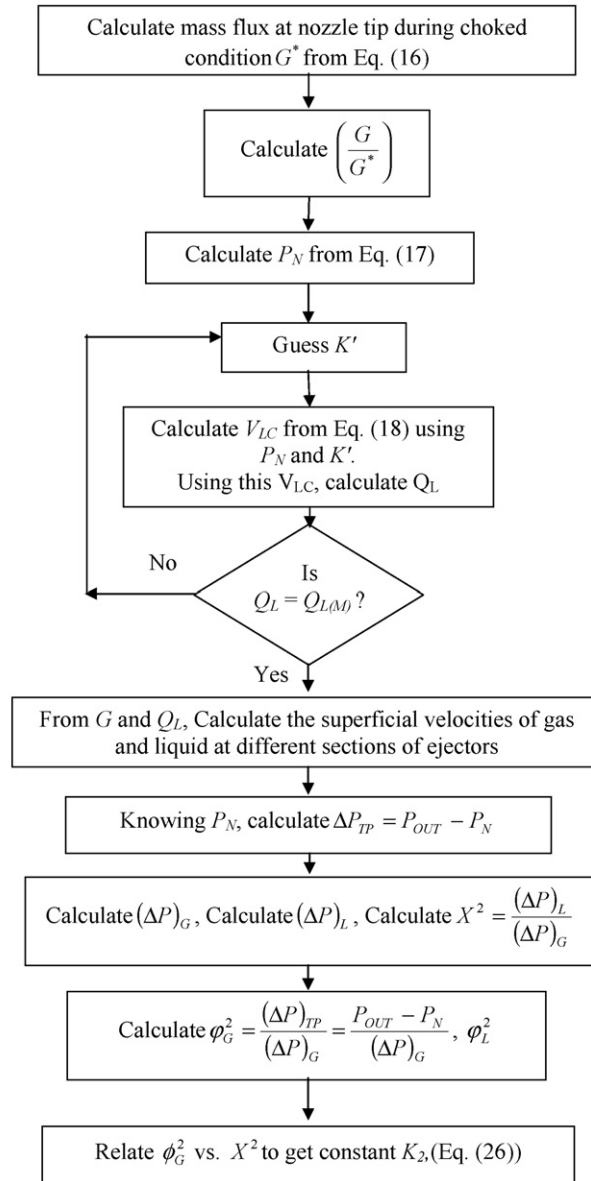 Calculate mass flux at nozzle tip during choked
condition G* from Eq. (16)
Calculate (G/G*)
Calculate P_N from Eq. (17)
Guess K′
Calculate V_LC from Eq. (18) using
P_N and K′.
Using this V_LC, calculate Q_L
No
Is
Q_L = Q_L(M) ?
Yes
From G and Q_L, Calculate the superficial velocities of gas
and liquid at different sections of ejectors
Knowing P_N, calculate ΔP_TP = P_OUT − P_N
Calculate (ΔP)_G, Calculate (ΔP)_L, Calculate X² = (ΔP)_L/(ΔP)_G
Calculate φ_G² = (ΔP)_TP/(ΔP)_G = P_OUT − P_N/(ΔP)_G , φ_L²
Relate ϕ_G² vs. X² to get constant K₂,(Eq. (26))